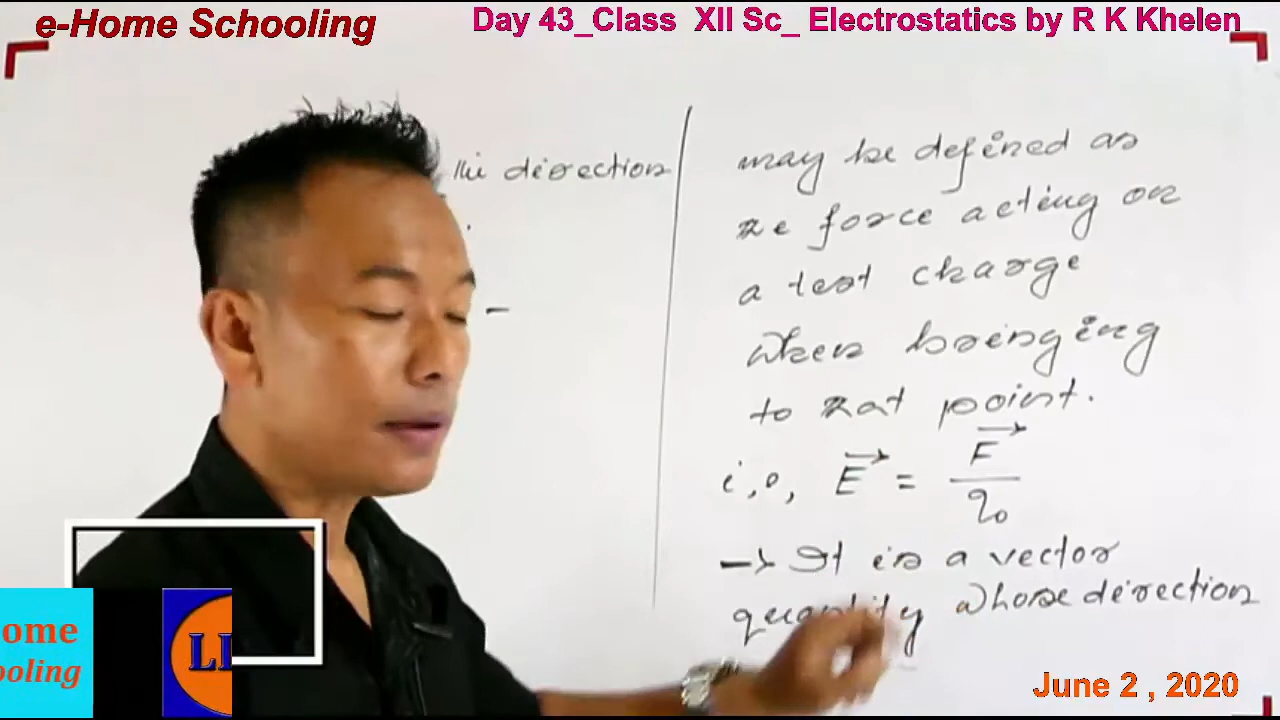 e-Home Schooling
Day 43_Class XII Sc_ Electrostatics by R K Khelen
the direction
may be defined as
the force acting on
a test charge
when bringing
to that point.
i.e, E = F
q0
→ It is a vector
quantity whose direction
ome
ooling
LI
June 2 , 2020